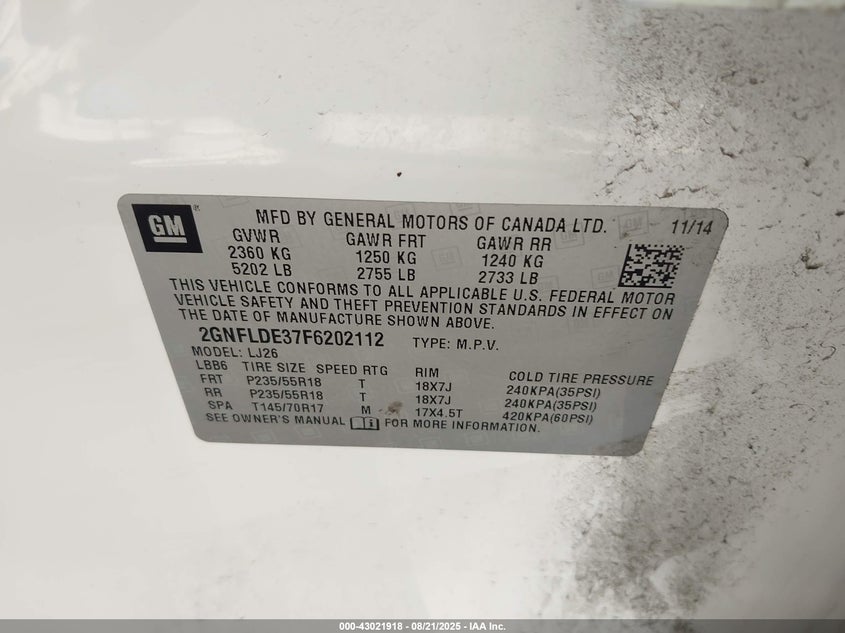 GM ®
MFD BY GENERAL MOTORS OF CANADA LTD. 11/14
GVWR GAWR FRT GAWR RR
2360 KG 1250 KG 1240 KG
5202 LB 2755 LB 2733 LB
THIS VEHICLE CONFORMS TO ALL APPLICABLE U.S. FEDERAL MOTOR
VEHICLE SAFETY AND THEFT PREVENTION STANDARDS IN EFFECT ON
THE DATE OF MANUFACTURE SHOWN ABOVE.
2GNFLDE37F6202112 TYPE: M.P.V.
MODEL: LJ26
LBB6 TIRE SIZE SPEED RTG RIM COLD TIRE PRESSURE
FRT P235/55R18 T 18X7J 240KPA(35PSI)
RR P235/55R18 T 18X7J 240KPA(35PSI)
SPA T145/70R17 M 17X4.5T 420KPA(60PSI)
SEE OWNER'S MANUAL FOR MORE INFORMATION.
000-43021918 - 08/21/2025 - IAA Inc.